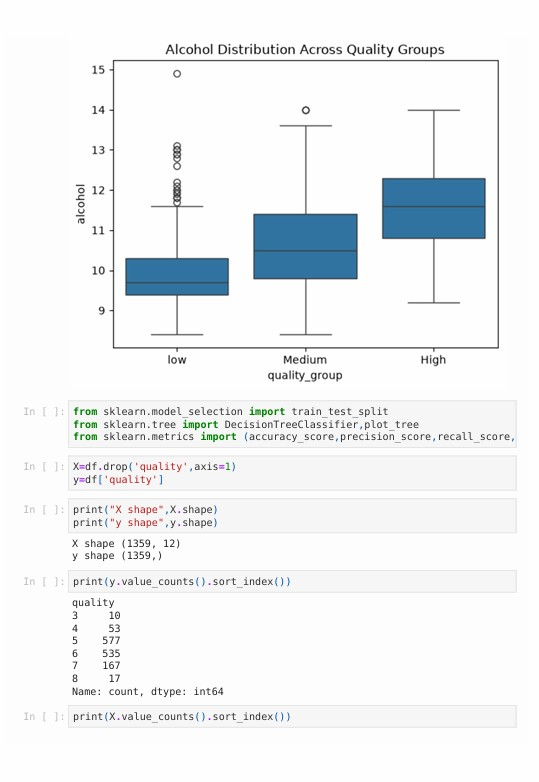 Alcohol Distribution Across Quality Groups
15
14
13
12
11
10
9
alcohol
low Medium High
quality_group
In [ ]: from sklearn.model_selection import train_test_split
from sklearn.tree import DecisionTreeClassifier,plot_tree
from sklearn.metrics import (accuracy_score,precision_score,recall_score,
In [ ]: X=df.drop('quality',axis=1)
y=df['quality']
In [ ]: print("X shape",X.shape)
print("y shape",y.shape)
X shape (1359, 12)
y shape (1359,)
In [ ]: print(y.value_counts().sort_index())
quality
3 10
4 53
5 577
6 535
7 167
8 17
Name: count, dtype: int64
In [ ]: print(X.value_counts().sort_index())